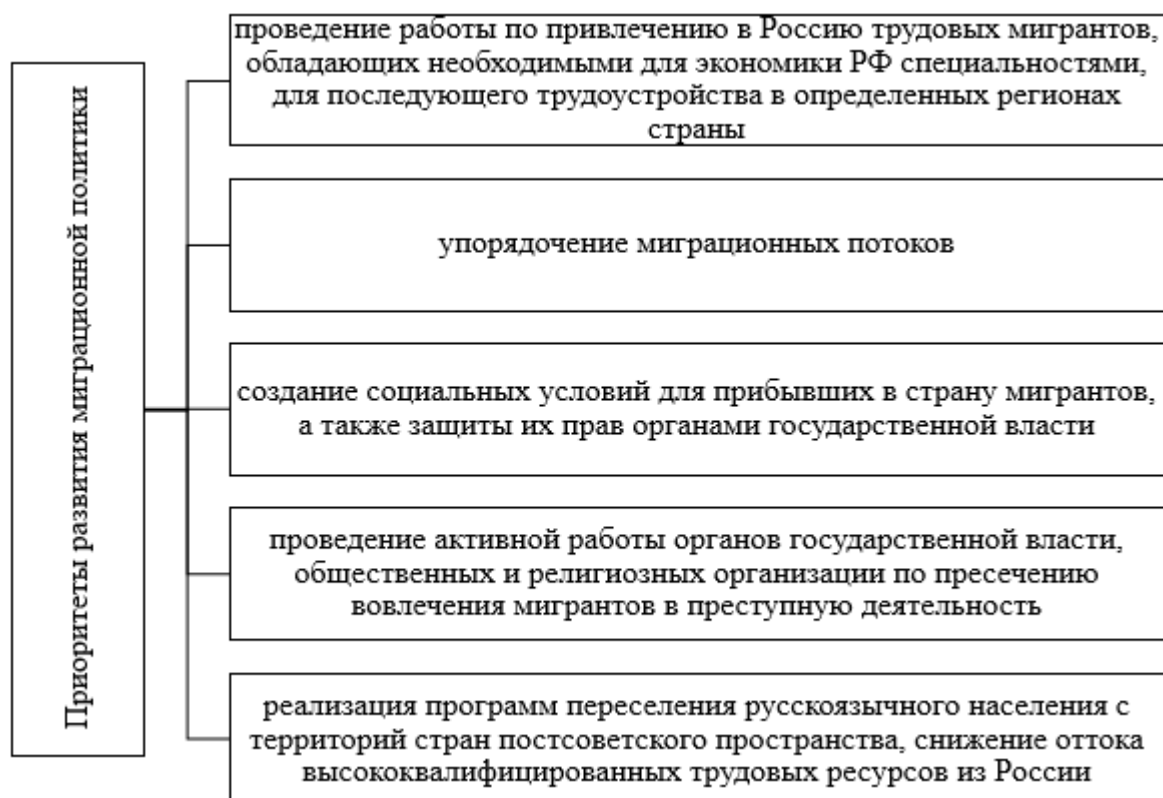 Приоритеты развития миграционной политики
проведение работы по привлечению в Россию трудовых мигрантов,
обладающих необходимыми для экономики РФ специальностями,
для последующего трудоустройства в определенных регионах
страны
упорядочение миграционных потоков
создание социальных условий для прибывших в страну мигрантов,
а также защиты их прав органами государственной власти
проведение активной работы органов государственной власти,
общественных и религиозных организации по пресечению
вовлечения мигрантов в преступную деятельность
реализация программ переселения русскоязычного населения с
территорий стран постсоветского пространства, снижение оттока
высококвалифицированных трудовых ресурсов из России